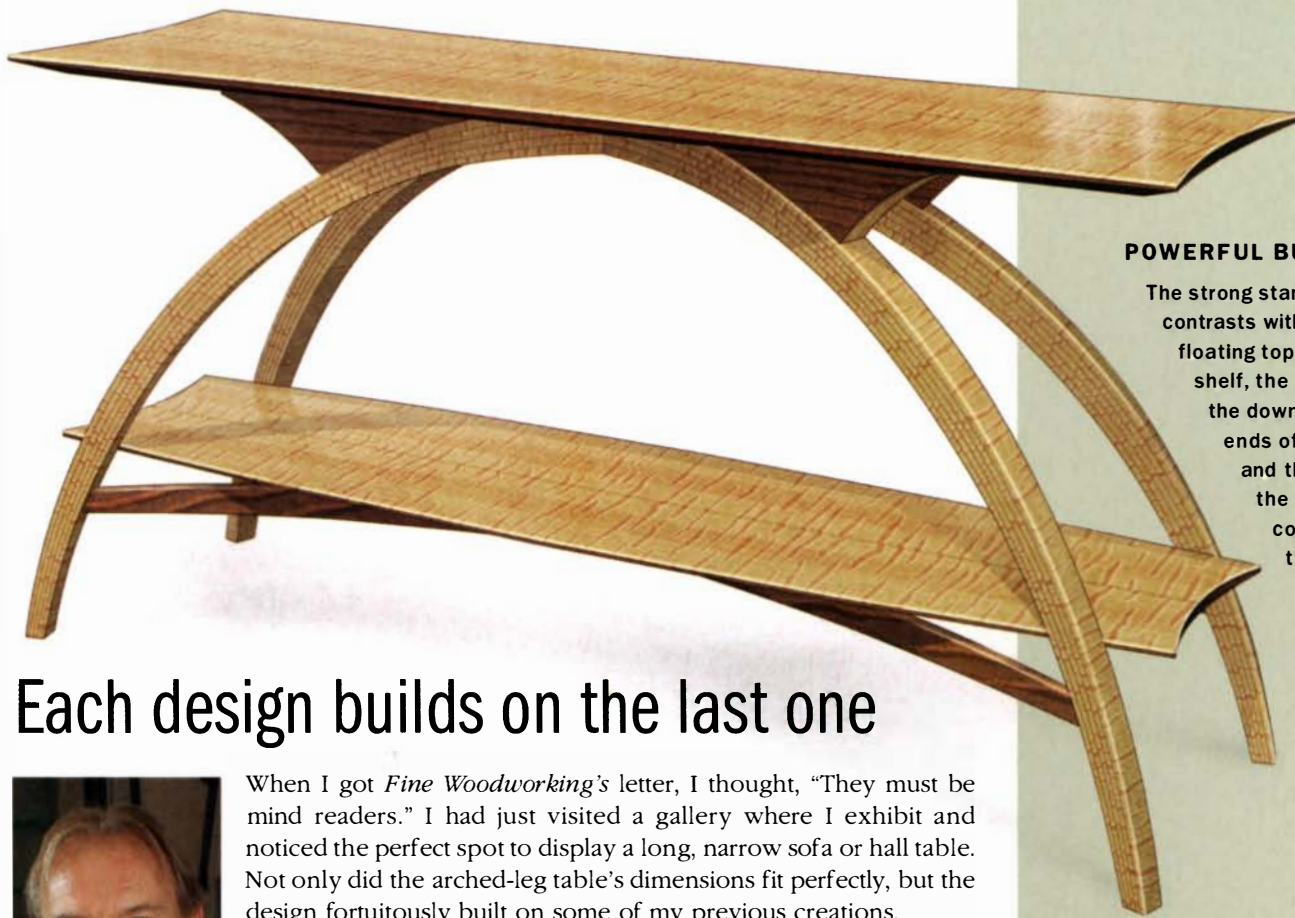 POWERFUL BU
The strong
contrasts with
floating top
shelf, the
the down
ends of
and th
the
co
t
Each design builds on the last one
When I got Fine Woodworking's letter, I thought, “They must be
mind readers.” I had just visited a gallery where I exhibit and
noticed the perfect spot to display a long, narrow sofa or hall table.
Not only did the arched-leg table's dimensions fit perfectly, but the
design fortuitously built on some of my previous creations.